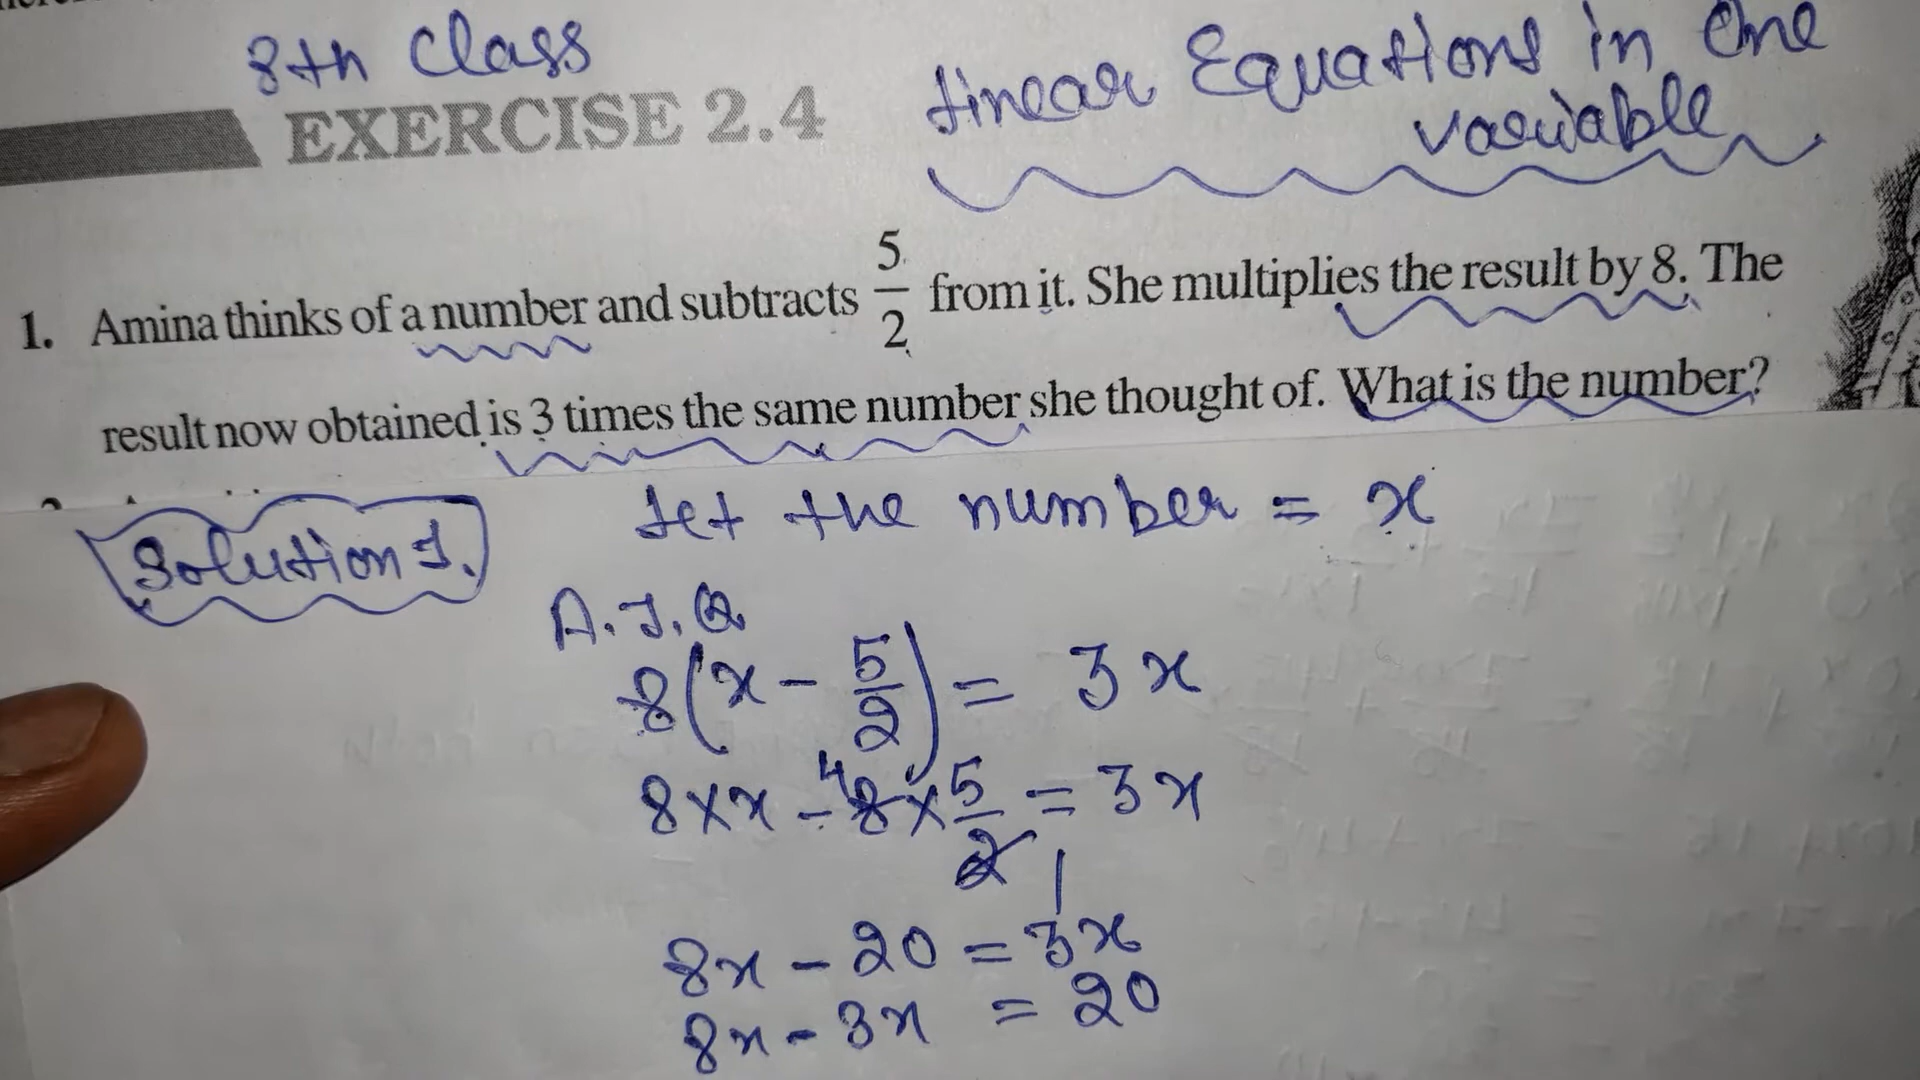 8th Class
Linear Equations in One
variable
EXERCISE 2.4
1. Amina thinks of a number and subtracts 5/2 from it. She multiplies the result by 8. The
result now obtained is 3 times the same number she thought of. What is the number?
Solution 1.
Let the number = x
A.T.Q
8(x - 5/2) = 3x
8 × x - 4 8 × 5/2 1 = 3x
8x - 20 = 3x
8x - 3x = 20